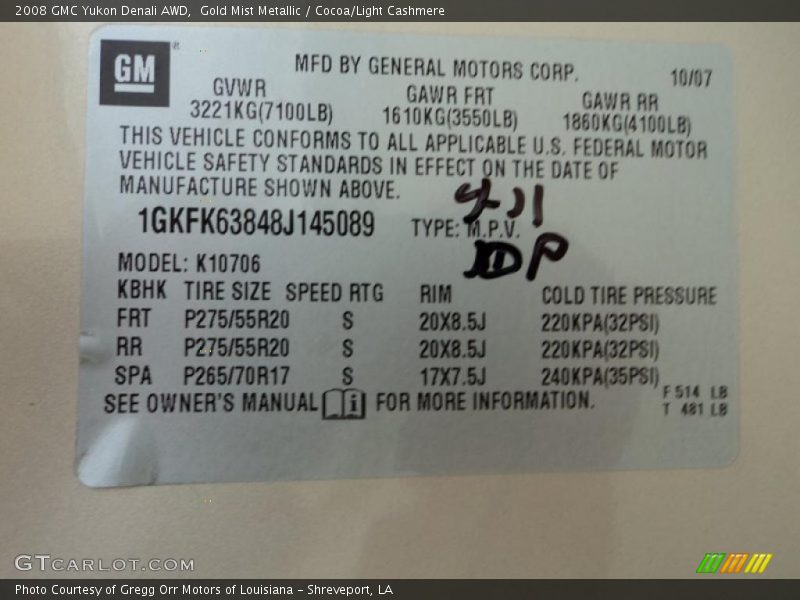 2008 GMC Yukon Denali AWD,  Gold Mist Metallic / Cocoa/Light Cashmere
GM ®
MFD BY GENERAL MOTORS CORP. 10/07
GVWR GAWR FRT GAWR RR
3221KG(7100LB) 1610KG(3550LB) 1860KG(4100LB)
THIS VEHICLE CONFORMS TO ALL APPLICABLE U.S. FEDERAL MOTOR
VEHICLE SAFETY STANDARDS IN EFFECT ON THE DATE OF
MANUFACTURE SHOWN ABOVE.
1GKFK63848J145089 TYPE: M.P.V.
MODEL: K10706
KBHK TIRE SIZE SPEED RTG RIM COLD TIRE PRESSURE
FRT P275/55R20 S 20X8.5J 220KPA(32PSI)
RR P275/55R20 S 20X8.5J 220KPA(32PSI)
SPA P265/70R17 S 17X7.5J 240KPA(35PSI)
SEE OWNER'S MANUAL i FOR MORE INFORMATION.
F 514 LB
T 481 LB
GTCARLOT.COM
Photo Courtesy of Gregg Orr Motors of Louisiana – Shreveport, LA